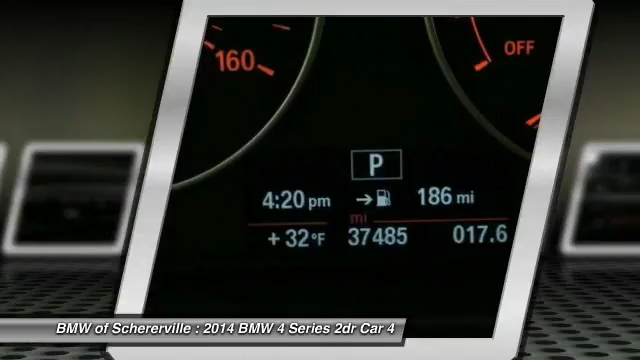 160
OFF
P
4:20 pm → 186 mi
mi
+ 32°F 37485 017.6
BMW of Schererville : 2014 BMW 4 Series 2dr Car 4